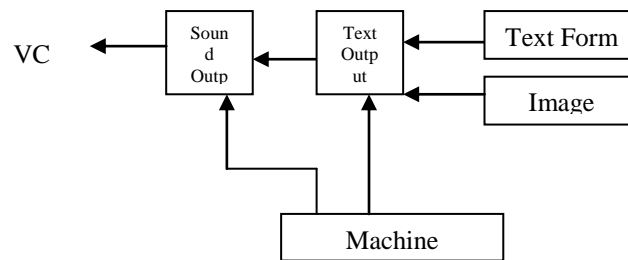 VC
Soun
d
Outp
Text
Outp
ut
Text Form
Image
Machine